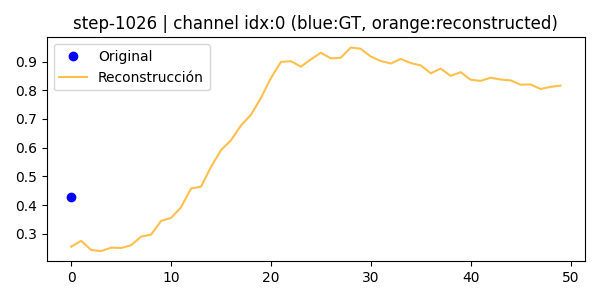 step-1026 | channel idx:0 (blue:GT, orange:reconstructed)
Original
Reconstrucción
0.9
0.8
0.7
0.6
0.5
0.4
0.3
0 10 20 30 40 50